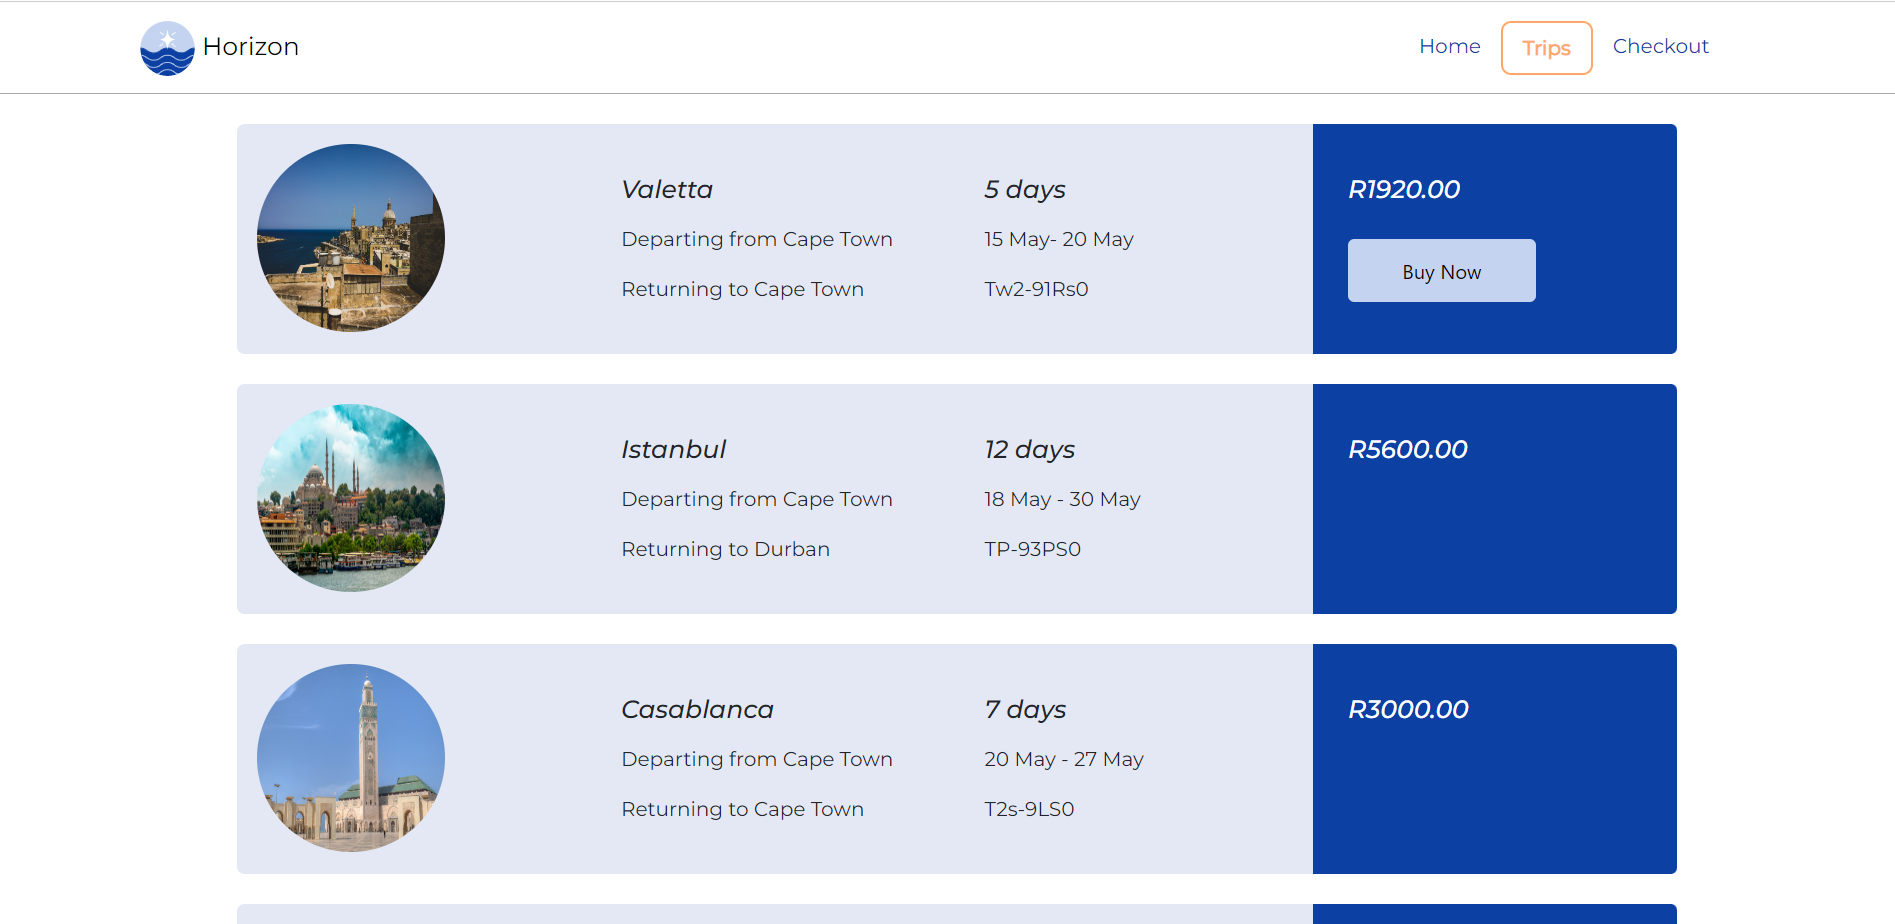 Horizon
Home Trips Checkout
Valetta 5 days R1920.00
Departing from Cape Town 15 May- 20 May
Buy Now
Returning to Cape Town Tw2-91Rs0
Istanbul 12 days R5600.00
Departing from Cape Town 18 May - 30 May
Returning to Durban TP-93PS0
Casablanca 7 days R3000.00
Departing from Cape Town 20 May - 27 May
Returning to Cape Town T2s-9LS0